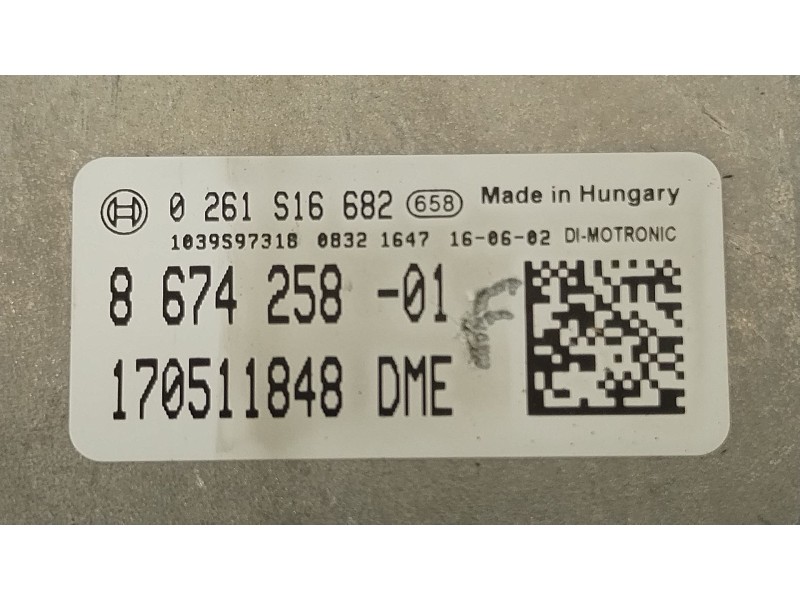 0 261 S16 682 658 Made in Hungary
1039S97318 0832 1647 16-06-02 DI-MOTRONIC
8 674 258 -01
170511848 DME